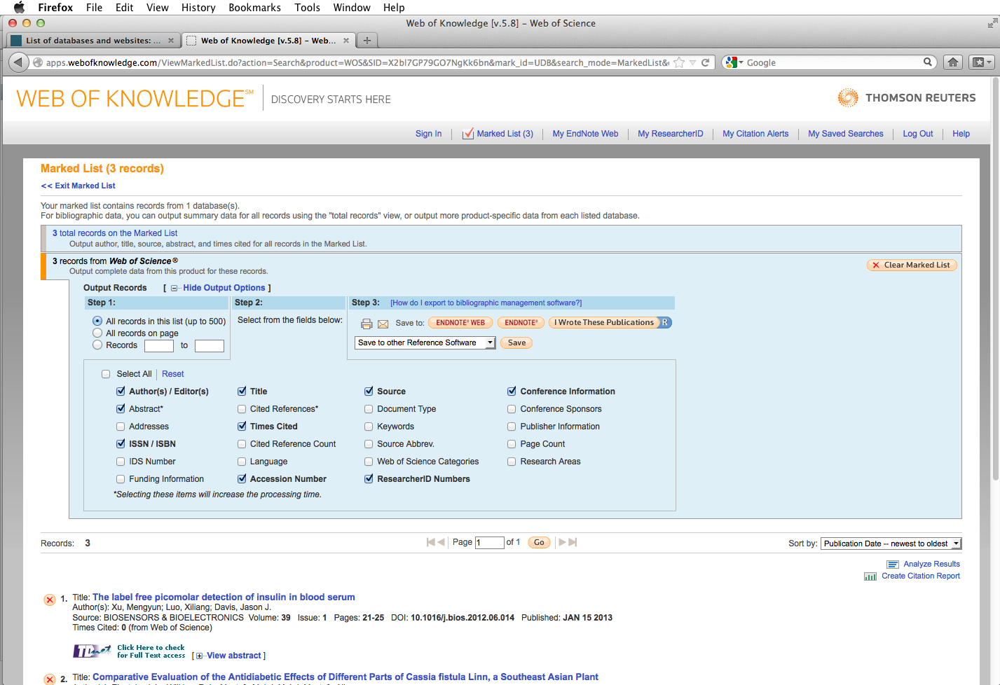 Firefox File Edit View History Bookmarks Tools Window Help
Web of Knowledge [v.5.8] – Web of Science
List of databases and websites: ... × Web of Knowledge [v.5.8] – Web... × +
apps.webofknowledge.com/ViewMarkedList.do?action=Search&product=WOS&SID=X2bI7GP79GO7NgKk6bn&mark_id=UDB&search_mode=MarkedList& Google
WEB OF KNOWLEDGE SM DISCOVERY STARTS HERE THOMSON REUTERS
Sign In Marked List (3) My EndNote Web My ResearcherID My Citation Alerts My Saved Searches Log Out Help
Marked List (3 records)
<< Exit Marked List
Your marked list contains records from 1 database(s).
For bibliographic data, you can output summary data for all records using the "total records" view, or output more product-specific data from each listed database.
3 total records on the Marked List
Output author, title, source, abstract, and times cited for all records in the Marked List.
3 records from Web of Science®
Output complete data from this product for these records.
Clear Marked List
Output Records [ Hide Output Options ]
Step 1: Step 2: Step 3: [How do I export to bibliographic management software?]
All records in this list (up to 500) Select from the fields below: Save to: ENDNOTE® WEB ENDNOTE® I Wrote These Publications R
All records on page
Records to Save to other Reference Software Save
Select All Reset
Author(s) / Editor(s) Title Source Conference Information
Abstract* Cited References* Document Type Conference Sponsors
Addresses Times Cited Keywords Publisher Information
ISSN / ISBN Cited Reference Count Source Abbrev. Page Count
IDS Number Language Web of Science Categories Research Areas
Funding Information Accession Number ResearcherID Numbers
*Selecting these items will increase the processing time.
Records: 3 Page 1 of 1 Go Sort by: Publication Date -- newest to oldest
Analyze Results
Create Citation Report
1. Title: The label free picomolar detection of insulin in blood serum
Author(s): Xu, Mengyun; Luo, Xiliang; Davis, Jason J.
Source: BIOSENSORS & BIOELECTRONICS Volume: 39 Issue: 1 Pages: 21-25 DOI: 10.1016/j.bios.2012.06.014 Published: JAN 15 2013
Times Cited: 0 (from Web of Science)
TDnet Click Here to check
for Full Text access [ View abstract ]
2. Title: Comparative Evaluation of the Antidiabetic Effects of Different Parts of Cassia fistula Linn, a Southeast Asian Plant